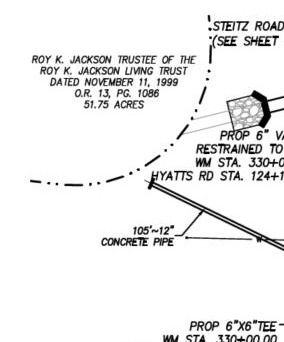 STEITZ ROAD
(SEE SHEET
ROY K. JACKSON TRUSTEE OF THE
ROY K. JACKSON LIVING TRUST
DATED NOVEMBER 11, 1999
O.R. 13, PG. 1086
51.75 ACRES
PROP 6"
RESTRAINED TO
WM STA. 330+0
HYATTS RD STA. 124+1
105'~12"
CONCRETE PIPE
W
PROP 6"X6"TEE
WM STA. 330+00.00